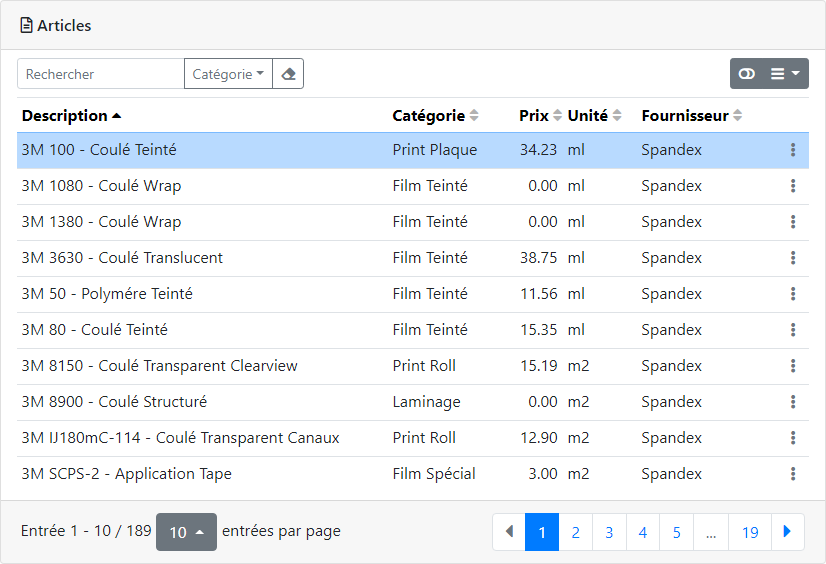 Articles
Rechercher Catégorie
Description Catégorie Prix Unité Fournisseur
3M 100 - Coulé Teinté Print Plaque 34.23 ml Spandex
3M 1080 - Coulé Wrap Film Teinté 0.00 ml Spandex
3M 1380 - Coulé Wrap Film Teinté 0.00 ml Spandex
3M 3630 - Coulé Translucent Film Teinté 38.75 ml Spandex
3M 50 - Polymére Teinté Film Teinté 11.56 ml Spandex
3M 80 - Coulé Teinté Film Teinté 15.35 ml Spandex
3M 8150 - Coulé Transparent Clearview Print Roll 15.19 m2 Spandex
3M 8900 - Coulé Structuré Laminage 0.00 m2 Spandex
3M IJ180mC-114 - Coulé Transparent Canaux Print Roll 12.90 m2 Spandex
3M SCPS-2 - Application Tape Film Spécial 3.00 m2 Spandex
Entrée 1 - 10 / 189 10 entrées par page 1 2 3 4 5 ... 19